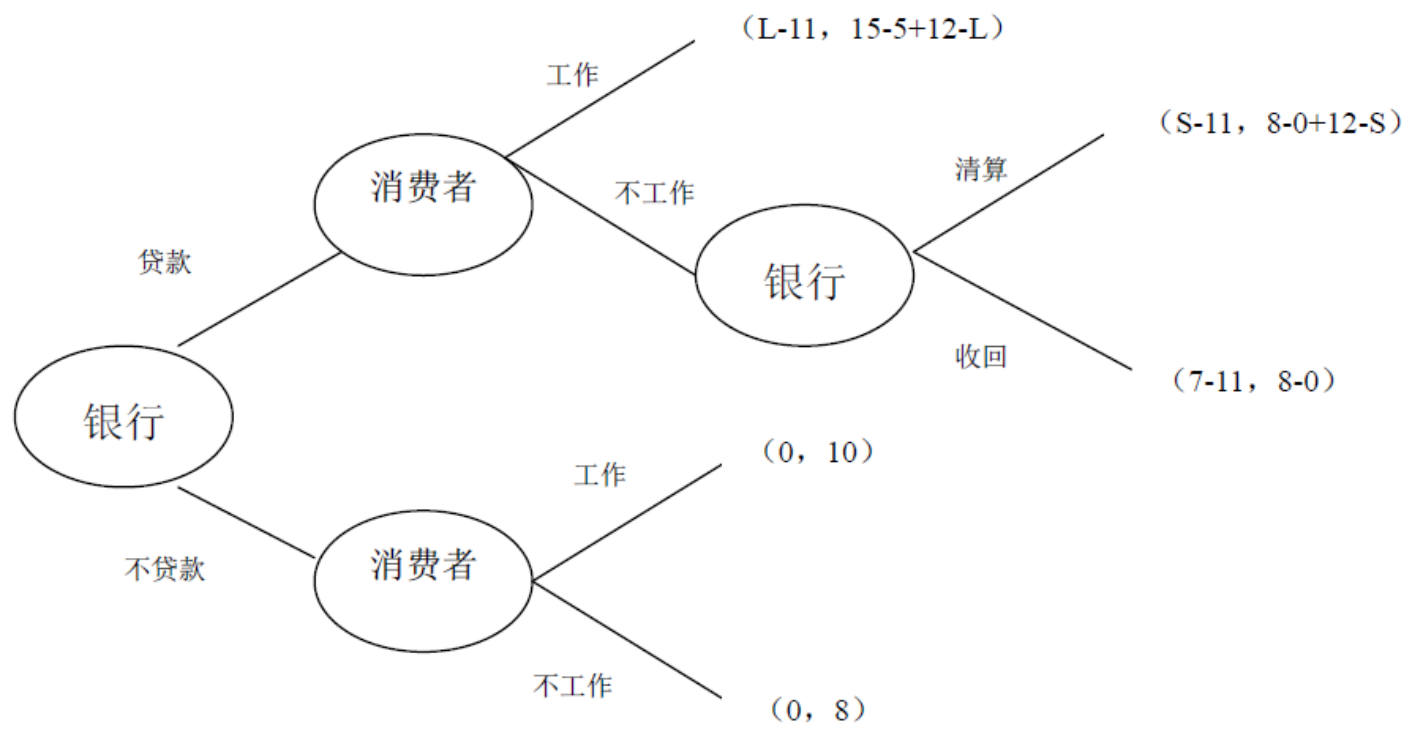 （L-11，15-5+12-L）
工作
（S-11，8-0+12-S）
消费者
清算
不工作
贷款
银行
收回
（7-11，8-0）
银行
（0，10）
工作
消费者
不贷款
不工作
（0，8）